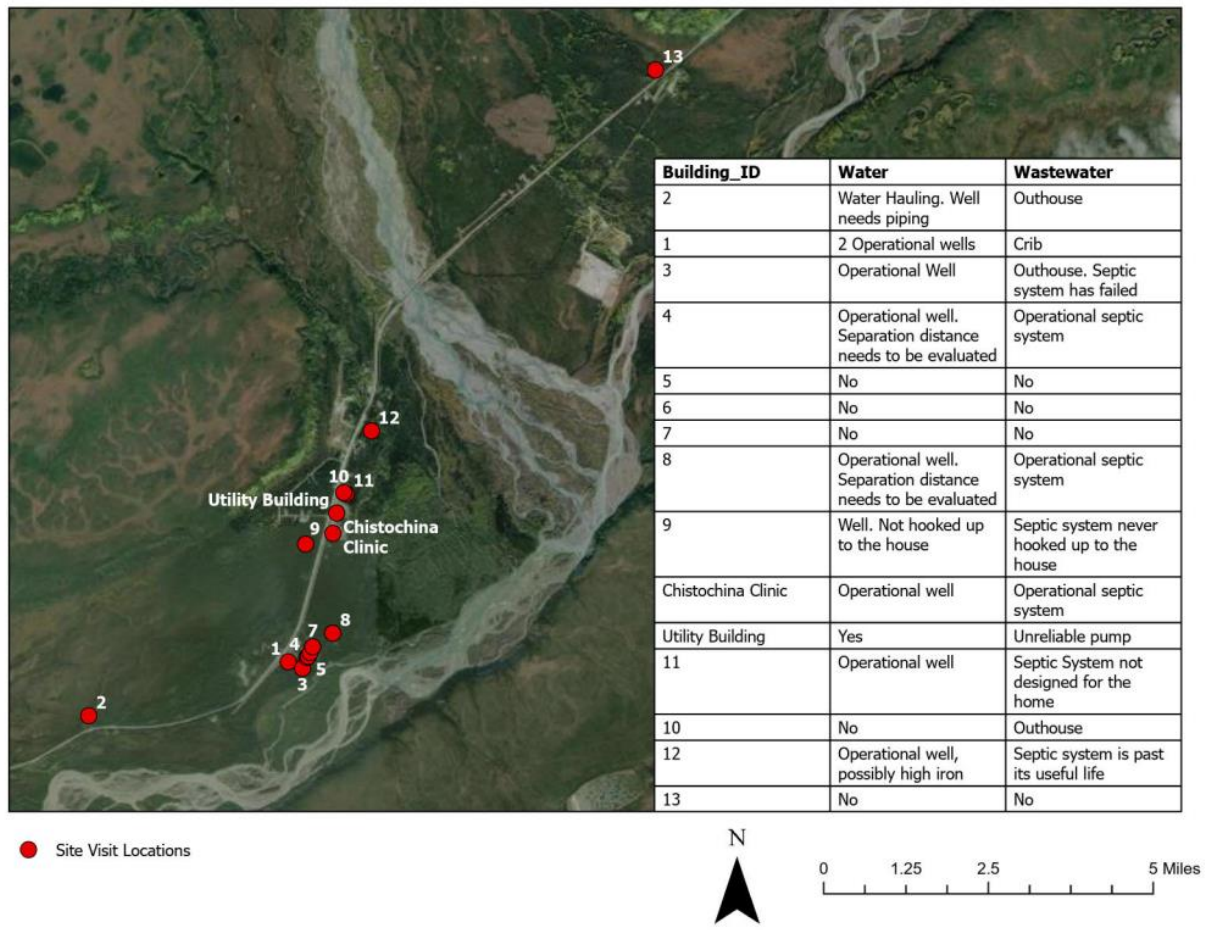 13
Building_ID Water Wastewater
2 Water Hauling. Well Outhouse
needs piping
1 2 Operational wells Crib
3 Operational Well Outhouse. Septic
system has failed
4 Operational well. Operational septic
Separation distance system
needs to be evaluated
5 No No
6 No No
7 No No
8 Operational well. Operational septic
Separation distance system
needs to be evaluated
9 Well. Not hooked up Septic system never
to the house hooked up to the
house
Chistochina Clinic Operational well Operational septic
system
Utility Building Yes Unreliable pump
11 Operational well Septic System not
designed for the
home
10 No Outhouse
12 Operational well, Septic system is past
possibly high iron its useful life
13 No No
12
10 11
Utility Building
9 Chistochina
Clinic
8
7
1 4
5
3
2
Site Visit Locations
N
0 1.25 2.5 5 Miles